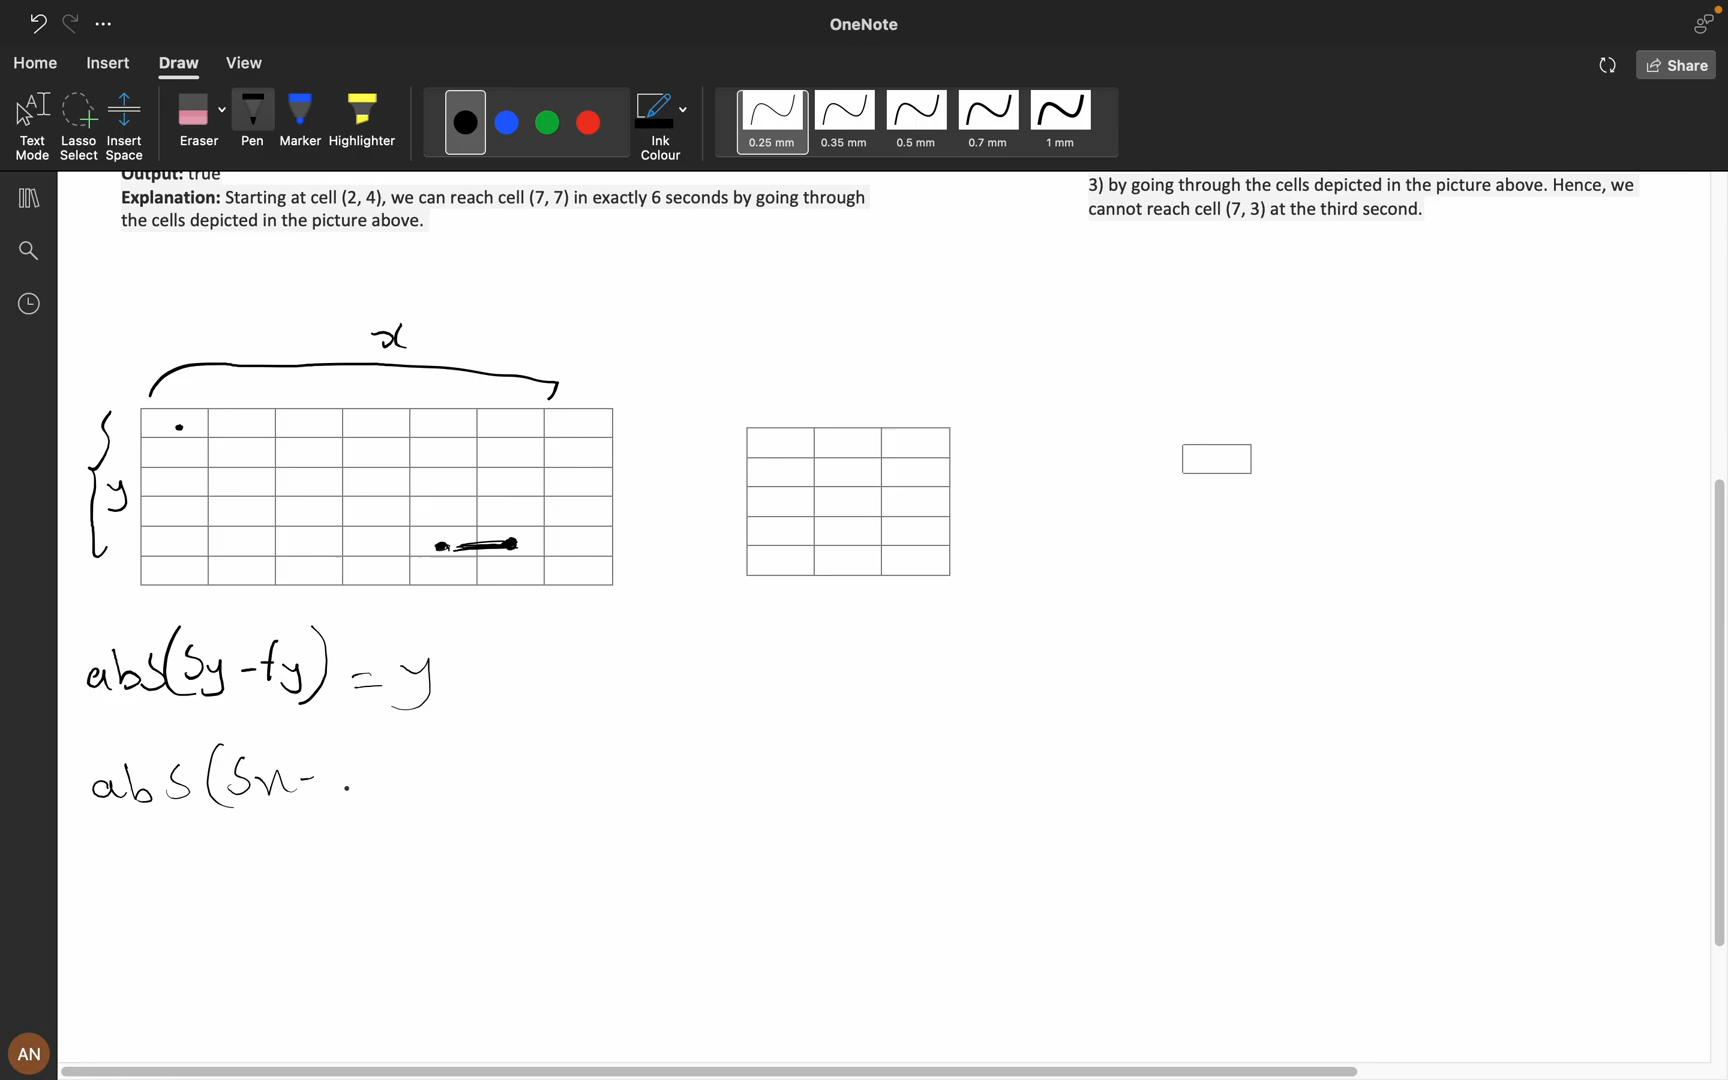 OneNote
Home Insert Draw View
Share
Text Mode
Lasso Select
Insert Space
Eraser
Pen
Marker
Highlighter
Ink Colour
0.25 mm
0.35 mm
0.5 mm
0.7 mm
1 mm
Output: true
Explanation: Starting at cell (2, 4), we can reach cell (7, 7) in exactly 6 seconds by going through
the cells depicted in the picture above.
3) by going through the cells depicted in the picture above. Hence, we
cannot reach cell (7, 3) at the third second.
x
y
abs(sy-fy) = y
abs(sx-
AN